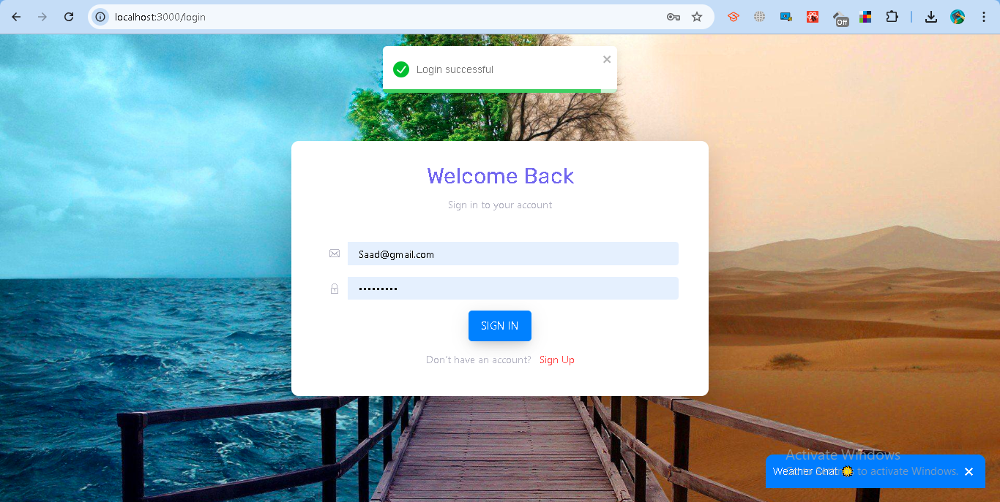 localhost:3000/login
Off
Login successful
Welcome Back
Sign in to your account
Saad@gmail.com
•••••••••
SIGN IN
Don't have an account? Sign Up
Activate Windows
Weather Chat
to activate Windows.